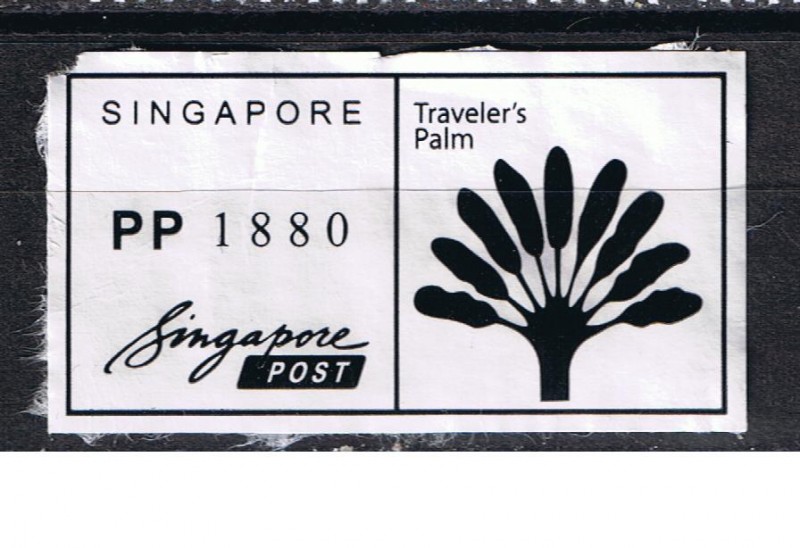 SINGAPORE
PP 1880
Singapore
POST
Traveler's
Palm